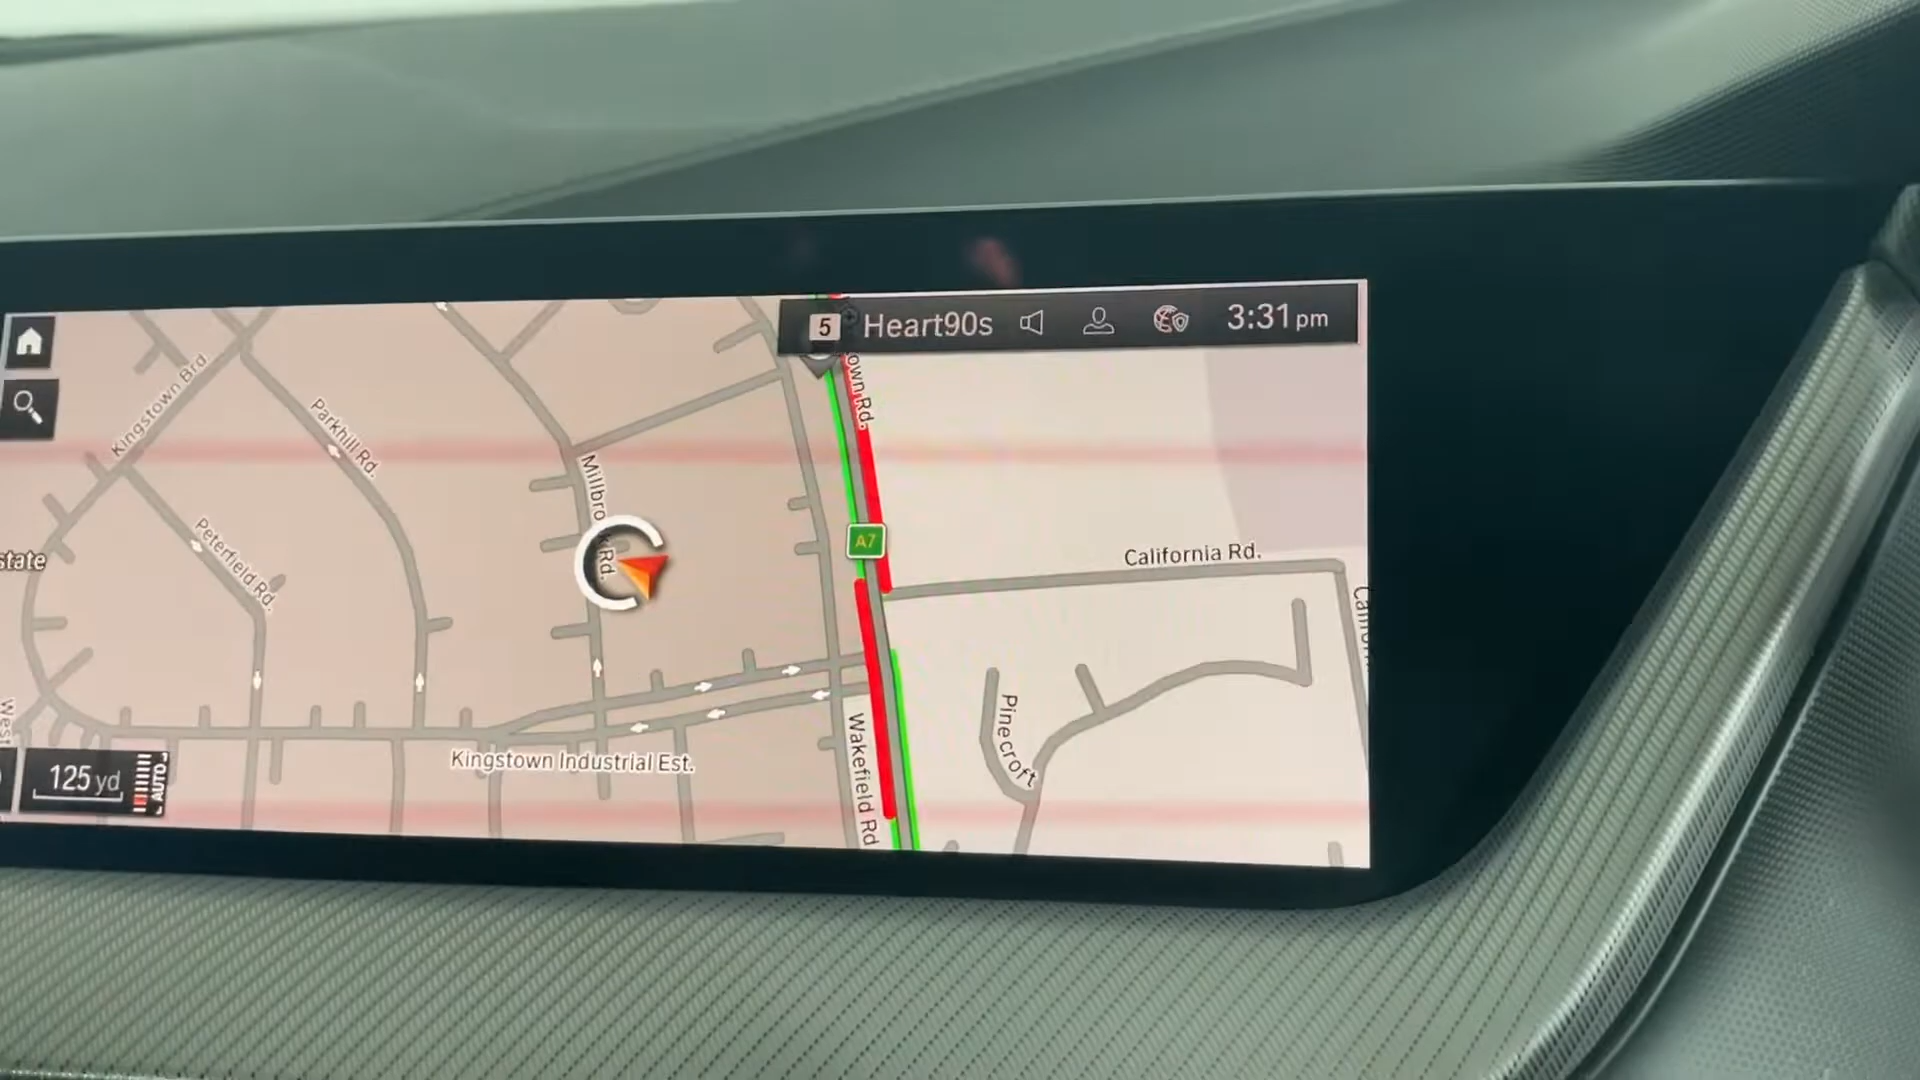 5 Heart90s 3:31 pm
Kingstown Brd
Parkhill Rd.
own Rd.
Millbro k Rd.
Peterfield Rd.
state
A7
California Rd.
West
Pinecroft
Wakefield Rd
Kingstown Industrial Est.
125 yd
AUTO